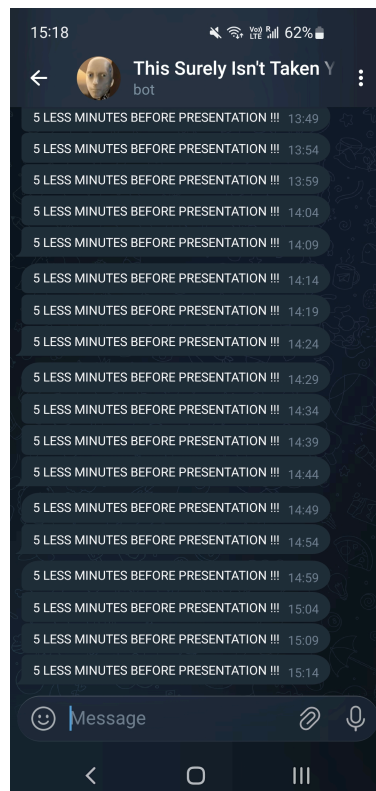 15:18 Vo) R LTE 62%
This Surely Isn't Taken Y
bot
5 LESS MINUTES BEFORE PRESENTATION !!! 13:49
5 LESS MINUTES BEFORE PRESENTATION !!! 13:54
5 LESS MINUTES BEFORE PRESENTATION !!! 13:59
5 LESS MINUTES BEFORE PRESENTATION !!! 14:04
5 LESS MINUTES BEFORE PRESENTATION !!! 14:09
5 LESS MINUTES BEFORE PRESENTATION !!! 14:14
5 LESS MINUTES BEFORE PRESENTATION !!! 14:19
5 LESS MINUTES BEFORE PRESENTATION !!! 14:24
5 LESS MINUTES BEFORE PRESENTATION !!! 14:29
5 LESS MINUTES BEFORE PRESENTATION !!! 14:34
5 LESS MINUTES BEFORE PRESENTATION !!! 14:39
5 LESS MINUTES BEFORE PRESENTATION !!! 14:44
5 LESS MINUTES BEFORE PRESENTATION !!! 14:49
5 LESS MINUTES BEFORE PRESENTATION !!! 14:54
5 LESS MINUTES BEFORE PRESENTATION !!! 14:59
5 LESS MINUTES BEFORE PRESENTATION !!! 15:04
5 LESS MINUTES BEFORE PRESENTATION !!! 15:09
5 LESS MINUTES BEFORE PRESENTATION !!! 15:14
Message